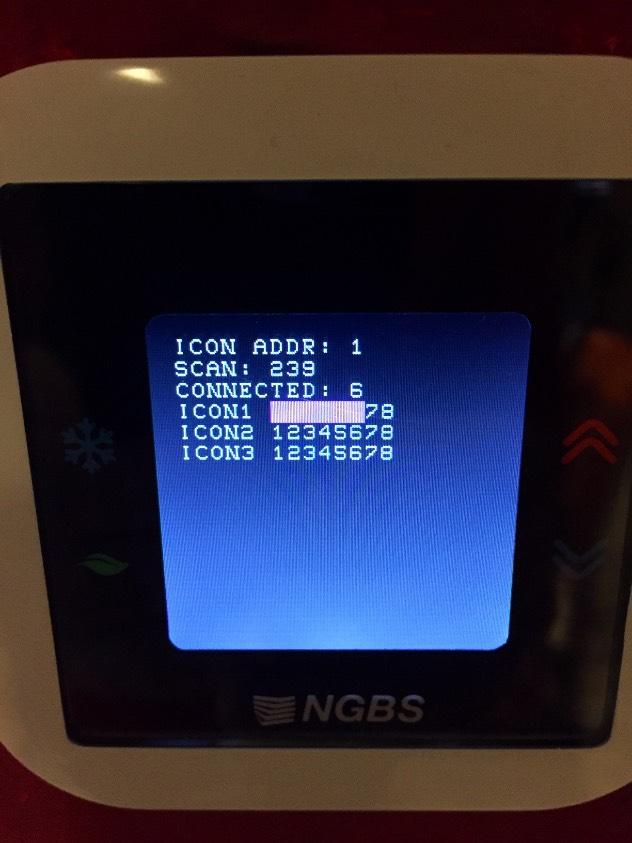 ICON ADDR: 1
SCAN: 239
CONNECTED: 6
ICON1 78
ICON2 12345678
ICON3 12345678
NGBS